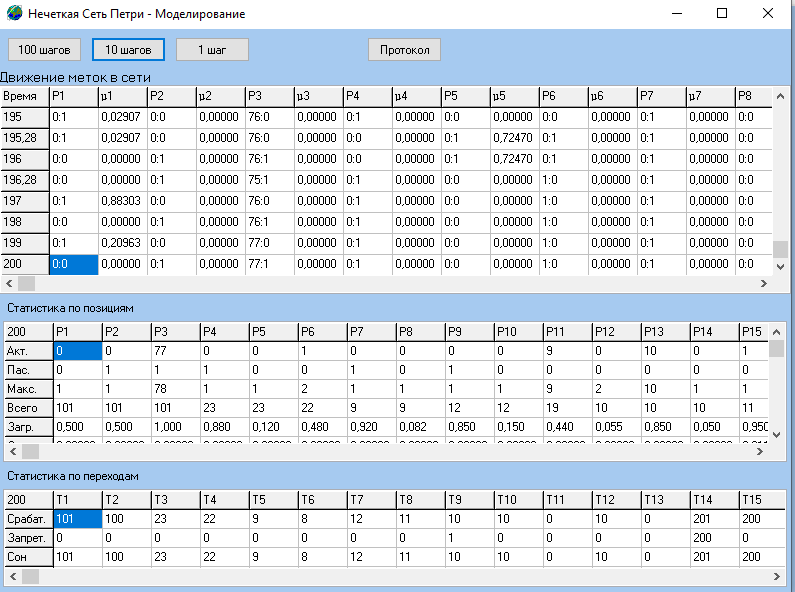 Нечеткая Сеть Петри - Моделирование
100 шагов 10 шагов 1 шаг Протокол
Движение меток в сети
Время P1 µ1 P2 µ2 P3 µ3 P4 µ4 P5 µ5 P6 µ6 P7 µ7 P8
195 0:1 0,02907 0:0 0,00000 76:0 0,00000 0:1 0,00000 0:0 0,00000 0:0 0,00000 0:1 0,00000 0:0
195,28 0:1 0,02907 0:0 0,00000 76:0 0,00000 0:0 0,00000 0:1 0,72470 0:0 0,00000 0:1 0,00000 0:0
196 0:0 0,00000 0:1 0,00000 76:1 0,00000 0:0 0,00000 0:1 0,72470 0:1 0,00000 0:1 0,00000 0:0
196,28 0:0 0,00000 0:1 0,00000 75:1 0,00000 0:1 0,00000 0:0 0,00000 1:0 0,00000 0:1 0,00000 0:0
197 0:1 0,88303 0:0 0,00000 76:0 0,00000 0:1 0,00000 0:0 0,00000 1:0 0,00000 0:1 0,00000 0:0
198 0:0 0,00000 0:1 0,00000 76:1 0,00000 0:1 0,00000 0:0 0,00000 1:0 0,00000 0:1 0,00000 0:0
199 0:1 0,20963 0:0 0,00000 77:0 0,00000 0:1 0,00000 0:0 0,00000 1:0 0,00000 0:1 0,00000 0:0
200 0:0 0,00000 0:1 0,00000 77:1 0,00000 0:1 0,00000 0:0 0,00000 1:0 0,00000 0:1 0,00000 0:0
Статистика по позициям
200 P1 P2 P3 P4 P5 P6 P7 P8 P9 P10 P11 P12 P13 P14 P15
Акт. 0 0 77 0 0 1 0 0 0 0 9 0 10 0 1
Пас. 0 1 1 1 0 0 1 0 1 0 0 0 0 0 0
Макс. 1 1 78 1 1 2 1 1 1 1 9 2 10 1 1
Всего 101 101 101 23 23 22 9 9 12 12 19 10 10 10 11
Загр. 0,500 0,500 1,000 0,880 0,120 0,480 0,920 0,082 0,850 0,150 0,440 0,055 0,850 0,050 0,950
Статистика по переходам
200 T1 T2 T3 T4 T5 T6 T7 T8 T9 T10 T11 T12 T13 T14 T15
Срабат. 101 100 23 22 9 8 12 11 10 10 0 10 0 201 200
Запрет. 0 0 0 0 0 0 0 0 1 0 0 0 0 200 0
Сон 101 100 23 22 9 8 12 11 10 10 0 10 0 201 200